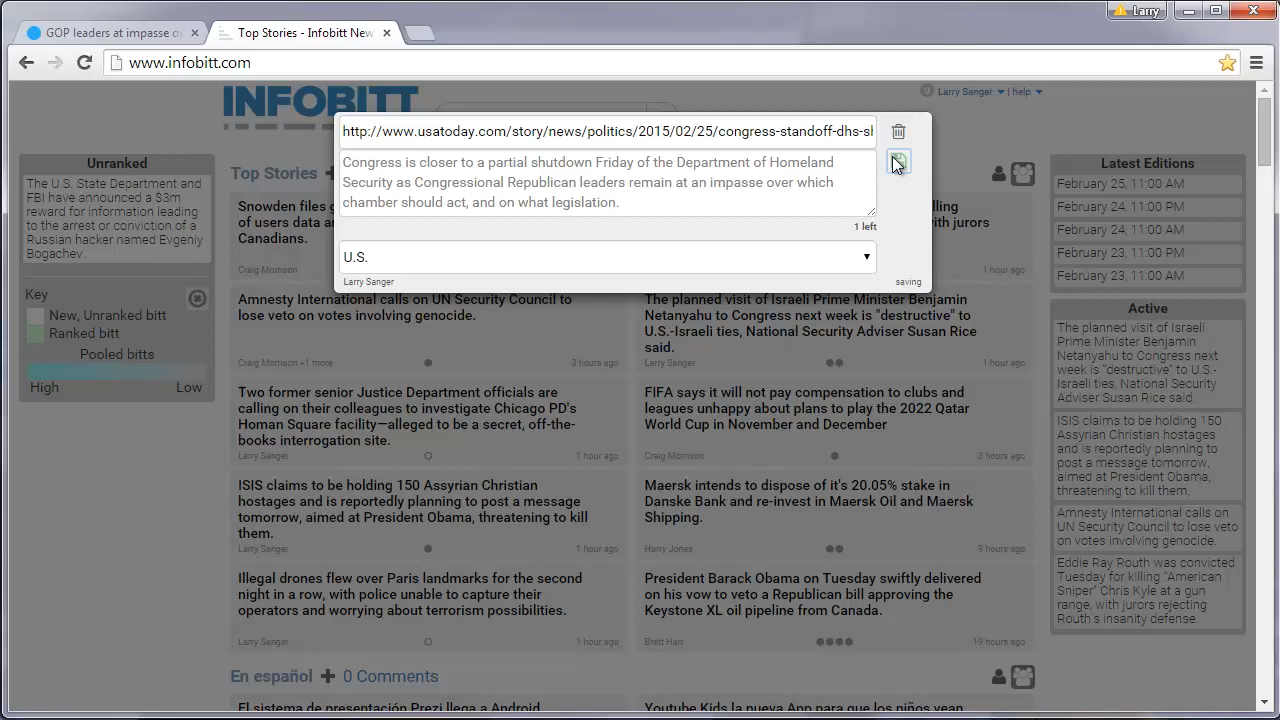 GOP leaders at impasse o
Top Stories - Infobitt New
Larry
www.infobitt.com
INFOBITT
Larry Sanger | help
http://www.usatoday.com/story/news/politics/2015/02/25/congress-standoff-dhs-sl
Congress is closer to a partial shutdown Friday of the Department of Homeland
Security as Congressional Republican leaders remain at an impasse over which
chamber should act, and on what legislation.
1 left
U.S.
Larry Sanger
saving
Unranked
The U.S. State Department and
FBI have announced a $3m
reward for information leading
to the arrest or conviction of a
Russian hacker named Evgeniy
Bogachev.
Key
New, Unranked bitt
Ranked bitt
Pooled bitts
High Low
Top Stories
Snowden files
of users data
Canadians.
Craig Morrison
lling
with jurors
1 hour ago
Amnesty International calls on UN Security Council to
lose veto on votes involving genocide.
Craig Morrison +1 more
3 hours ago
The planned visit of Israeli Prime Minister Benjamin
Netanyahu to Congress next week is "destructive" to
U.S.-Israeli ties, National Security Adviser Susan Rice
said.
Larry Sanger
1 hour ago
Two former senior Justice Department officials are
calling on their colleagues to investigate Chicago PD's
Human Square facility—alleged to be a secret, off-the-
books interrogation site.
Larry Sanger
1 hour ago
FIFA says it will not pay compensation to clubs and
leagues unhappy about plans to play the 2022 Qatar
World Cup in November and December
Craig Morrison
3 hours ago
ISIS claims to be holding 150 Assyrian Christian
hostages and is reportedly planning to post a message
tomorrow, aimed at President Obama, threatening to kill
them.
Larry Sanger
1 hour ago
Maersk intends to dispose of it's 20.05% stake in
Danske Bank and re-invest in Maersk Oil and Maersk
Shipping.
Harry Jones
9 hours ago
Illegal drones flew over Paris landmarks for the second
night in a row, with police unable to capture their
operators and worrying about terrorism possibilities.
Larry Sanger
1 hour ago
President Barack Obama on Tuesday swiftly delivered
on his vow to veto a Republican bill approving the
Keystone XL oil pipeline from Canada.
Brett Hart
19 hours ago
En español 0 Comments
El sistema de presentación Prezi llega a Android
Youtube Kids la nueva App para que los niños vean
Latest Editions
February 25, 11:00 AM
February 24, 11:00 PM
February 24, 11:00 AM
February 23, 11:00 PM
February 23, 11:00 AM
Active
The planned visit of Israeli
Prime Minister Benjamin
Netanyahu to Congress
next week is "destructive"
to U.S.-Israeli ties, National
Security Adviser Susan Rice
said.
ISIS claims to be holding 150
Assyrian Christian hostages
and is reportedly planning to
post a message tomorrow,
aimed at President Obama,
threatening to kill them.
Amnesty International calls on
UN Security Council to lose veto
on votes involving genocide.
Eddie Ray Routh was convicted
Tuesday for killing "American
Sniper" Chris Kyle at a gun
range, with jurors rejecting
Routh's insanity defense.